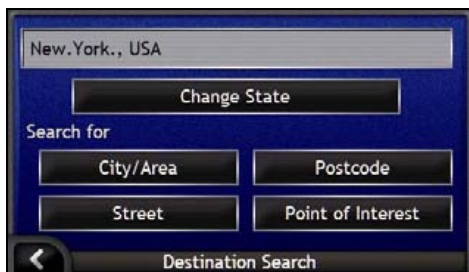 New.York., USA
Change State
Search for
City/Area Postcode
Street Point of Interest
Destination Search